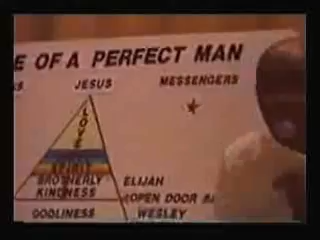 E OF A PERFECT MAN
JESUS MESSENGERS
LOVE
BROTHERLY ELIJAH
KINDNESS (OPEN DOOR
GODLINESS WESLEY